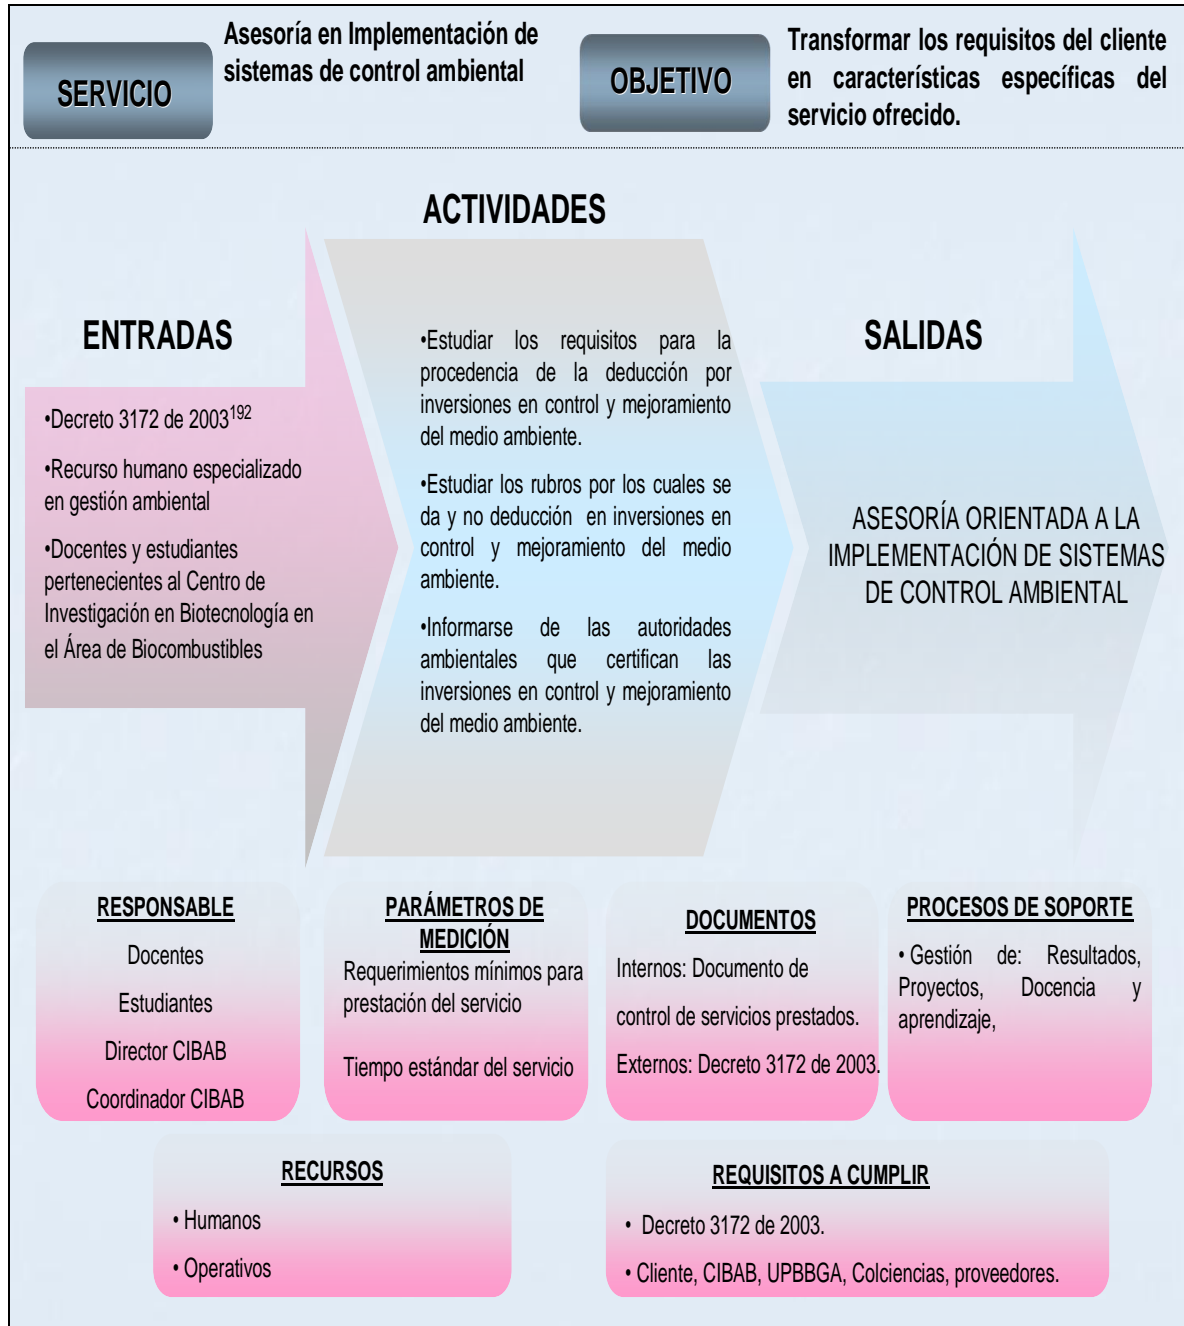 SERVICIO
Asesoría en Implementación de
sistemas de control ambiental
OBJETIVO
Transformar los requisitos del cliente
en características específicas del
servicio ofrecido.
ENTRADAS
•Decreto 3172 de 2003192
•Recurso humano especializado
en gestión ambiental
•Docentes y estudiantes
pertenecientes al Centro de
Investigación en Biotecnología en
el Área de Biocombustibles
ACTIVIDADES
•Estudiar los requisitos para la
procedencia de la deducción por
inversiones en control y mejoramiento
del medio ambiente.
•Estudiar los rubros por los cuales se
da y no deducción en inversiones en
control y mejoramiento del medio
ambiente.
•Informarse de las autoridades
ambientales que certifican las
inversiones en control y mejoramiento
del medio ambiente.
SALIDAS
ASESORÍA ORIENTADA A LA
IMPLEMENTACIÓN DE SISTEMAS
DE CONTROL AMBIENTAL
RESPONSABLE
Docentes
Estudiantes
Director CIBAB
Coordinador CIBAB
PARÁMETROS DE
MEDICIÓN
Requerimientos mínimos para
prestación del servicio
Tiempo estándar del servicio
DOCUMENTOS
Internos: Documento de
control de servicios prestados.
Externos: Decreto 3172 de 2003.
PROCESOS DE SOPORTE
• Gestión de: Resultados,
Proyectos, Docencia y
aprendizaje,
RECURSOS
• Humanos
• Operativos
REQUISITOS A CUMPLIR
• Decreto 3172 de 2003.
• Cliente, CIBAB, UPBBGA, Colciencias, proveedores.